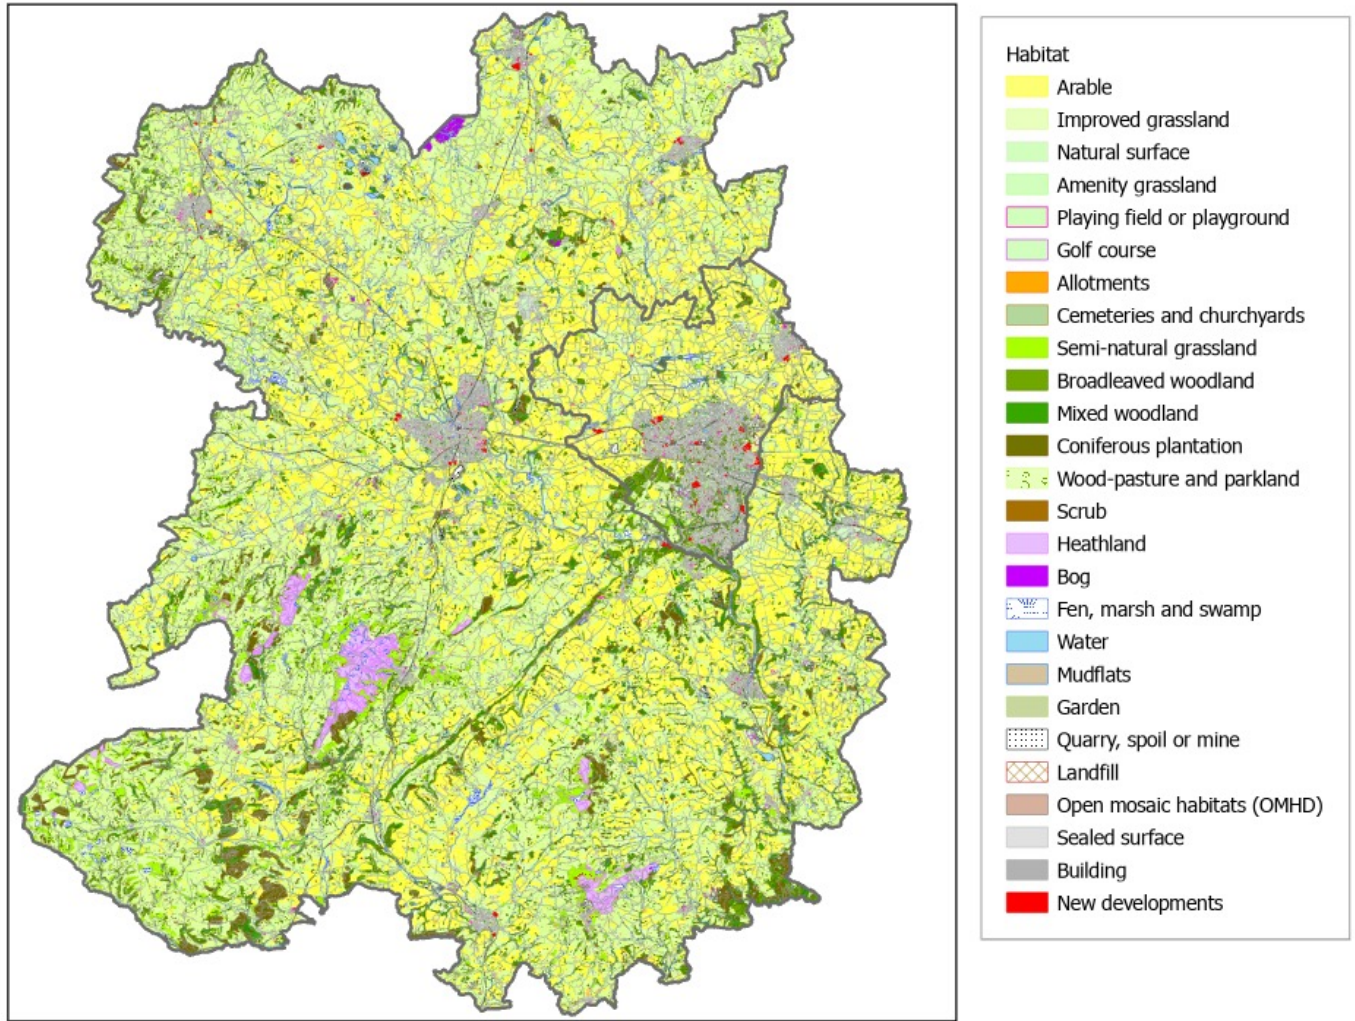 Habitat
Arable
Improved grassland
Natural surface
Amenity grassland
Playing field or playground
Golf course
Allotments
Cemeteries and churchyards
Semi-natural grassland
Broadleaved woodland
Mixed woodland
Coniferous plantation
Wood-pasture and parkland
Scrub
Heathland
Bog
Fen, marsh and swamp
Water
Mudflats
Garden
Quarry, spoil or mine
Landfill
Open mosaic habitats (OMHD)
Sealed surface
Building
New developments